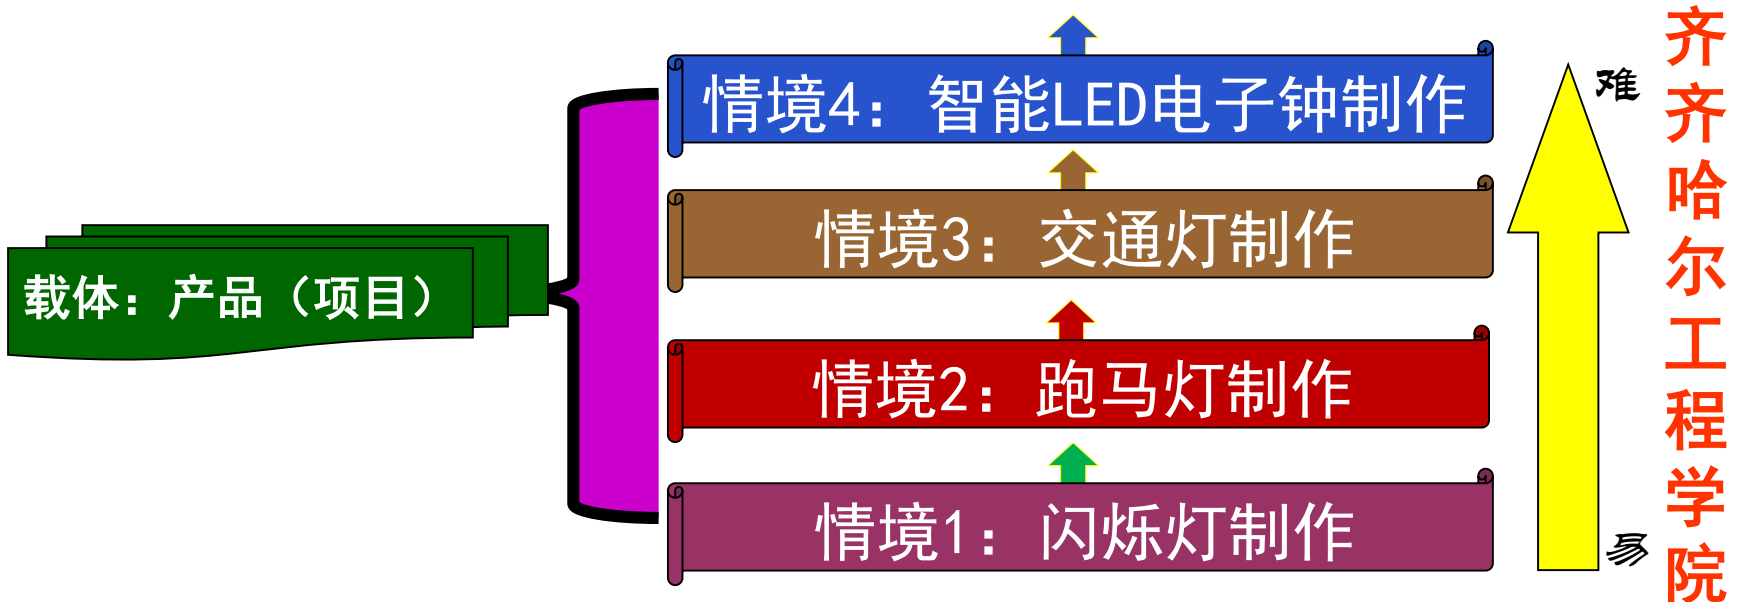 载体：产品（项目）
情境4：智能LED电子钟制作
情境3：交通灯制作
情境2：跑马灯制作
情境1：闪烁灯制作
难
易
齐齐哈尔工程学院